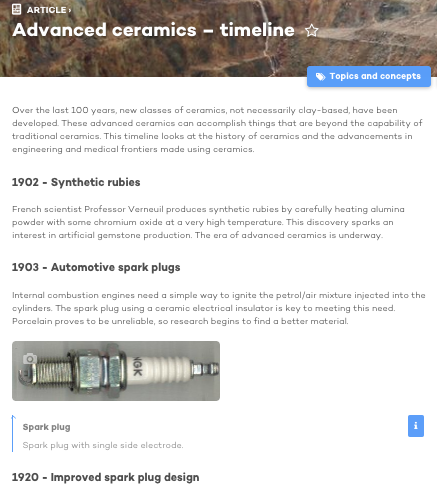 ARTICLE ›
Advanced ceramics – timeline
Topics and concepts
Over the last 100 years, new classes of ceramics, not necessarily clay-based, have been
developed. These advanced ceramics can accomplish things that are beyond the capability of
traditional ceramics. This timeline looks at the history of ceramics and the advancements in
engineering and medical frontiers made using ceramics.
1902 - Synthetic rubies
French scientist Professor Verneuil produces synthetic rubies by carefully heating alumina
powder with some chromium oxide at a very high temperature. This discovery sparks an
interest in artificial gemstone production. The era of advanced ceramics is underway.
1903 - Automotive spark plugs
Internal combustion engines need a simple way to ignite the petrol/air mixture injected into the
cylinders. The spark plug using a ceramic electrical insulator is key to meeting this need.
Porcelain proves to be unreliable, so research begins to find a better material.
NGK
Spark plug
i
Spark plug with single side electrode.
1920 - Improved spark plug design